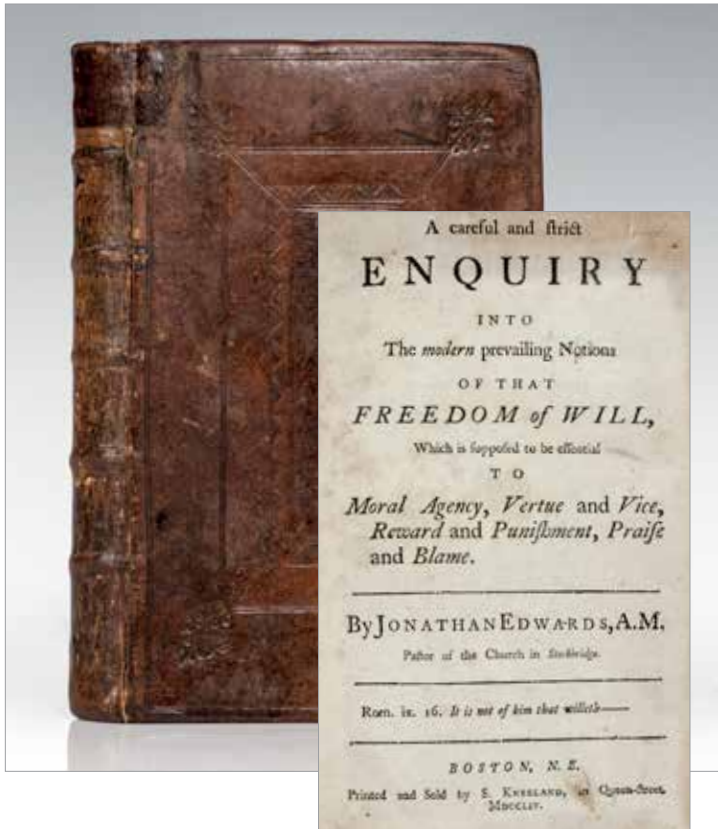 A careful and ſtrict
ENQUIRY
INTO
The modern prevailing Notions
OF THAT
FREEDOM of WILL,
Which is ſuppoſed to be eſſential
TO
Moral Agency, Vertue and Vice,
Reward and Puniſhment, Praiſe
and Blame.
By JONATHAN EDWARDS, A.M.
Paſtor of the Church in Stockbridge.
Rom. ix. 16. It is not of him that willeth——
BOSTON, N. E.
Printed and Sold by S. KNEELAND, in Queen-ſtreet.
MDCCLIV.